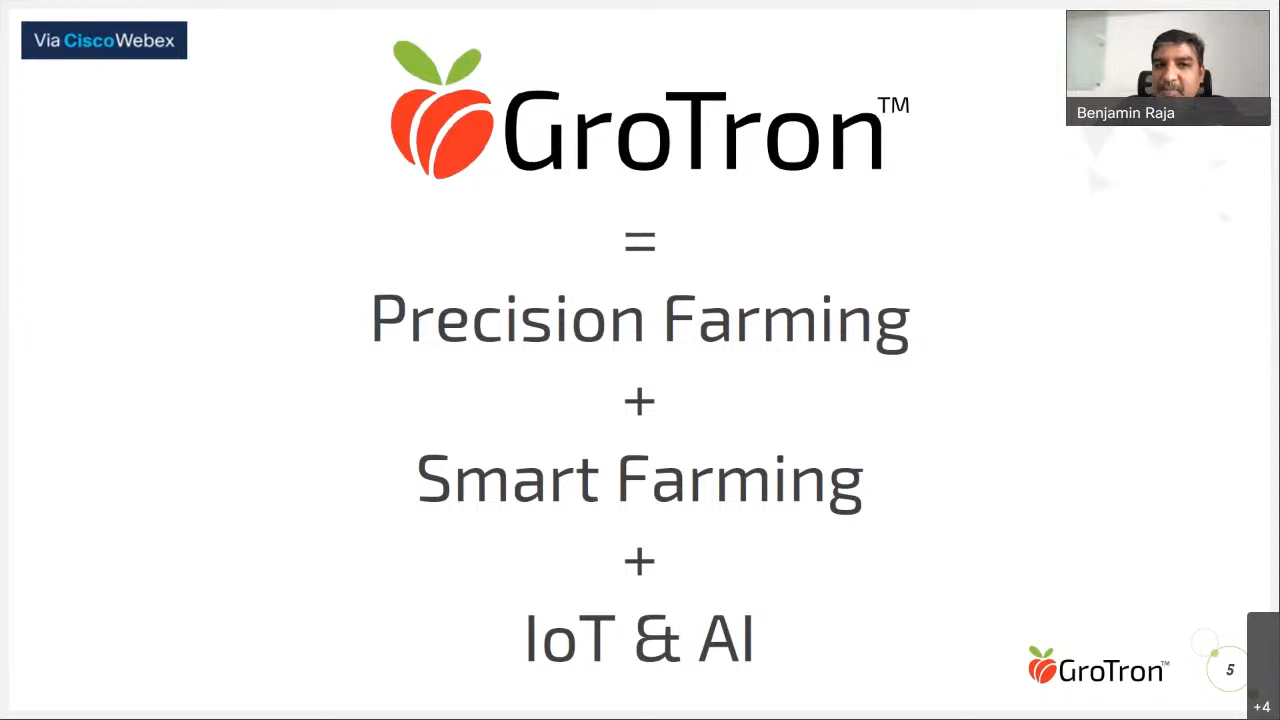 Via CiscoWebex
GroTron™
Benjamin Raja
=
Precision Farming
+
Smart Farming
+
IoT & AI
GroTron™
5
+4